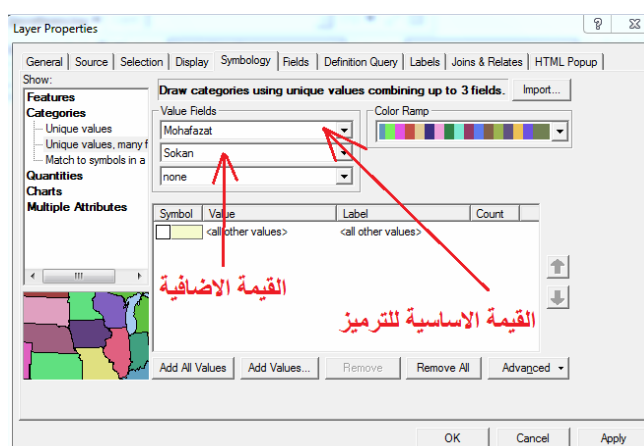 Layer Properties
General Source Selection Display Symbology Fields Definition Query Labels Joins & Relates HTML Popup
Show:
Features
Categories
Unique values
Unique values, many f
Match to symbols in a
Quantities
Charts
Multiple Attributes
Draw categories using unique values combining up to 3 fields.
Import...
Value Fields
Mohafazat
Sokan
none
Color Ramp
Symbol Value Label Count
<all other values> <all other values>
القيمة الاضافية
القيمة الاساسية للترميز
Add All Values Add Values... Remove Remove All Advanced
OK Cancel Apply